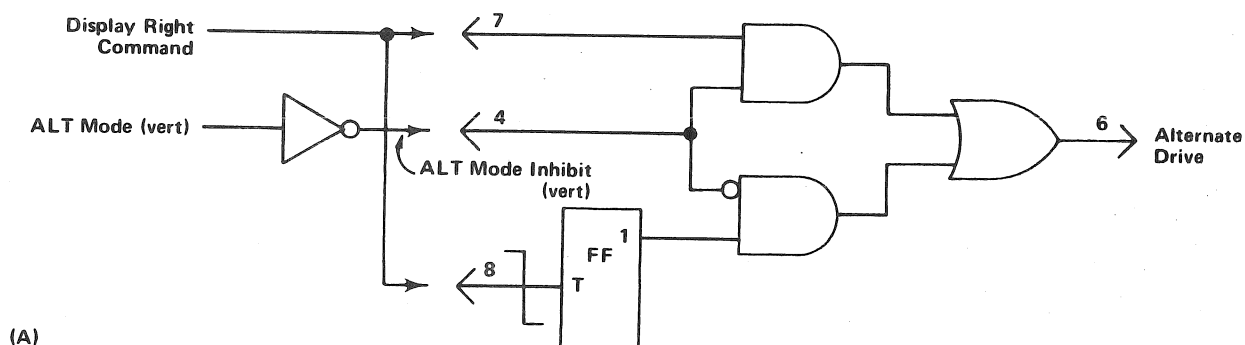 Display Right
Command
7
ALT Mode (vert)
4
ALT Mode Inhibit
(vert)
6
Alternate
Drive
8
1
FF
T
(A)